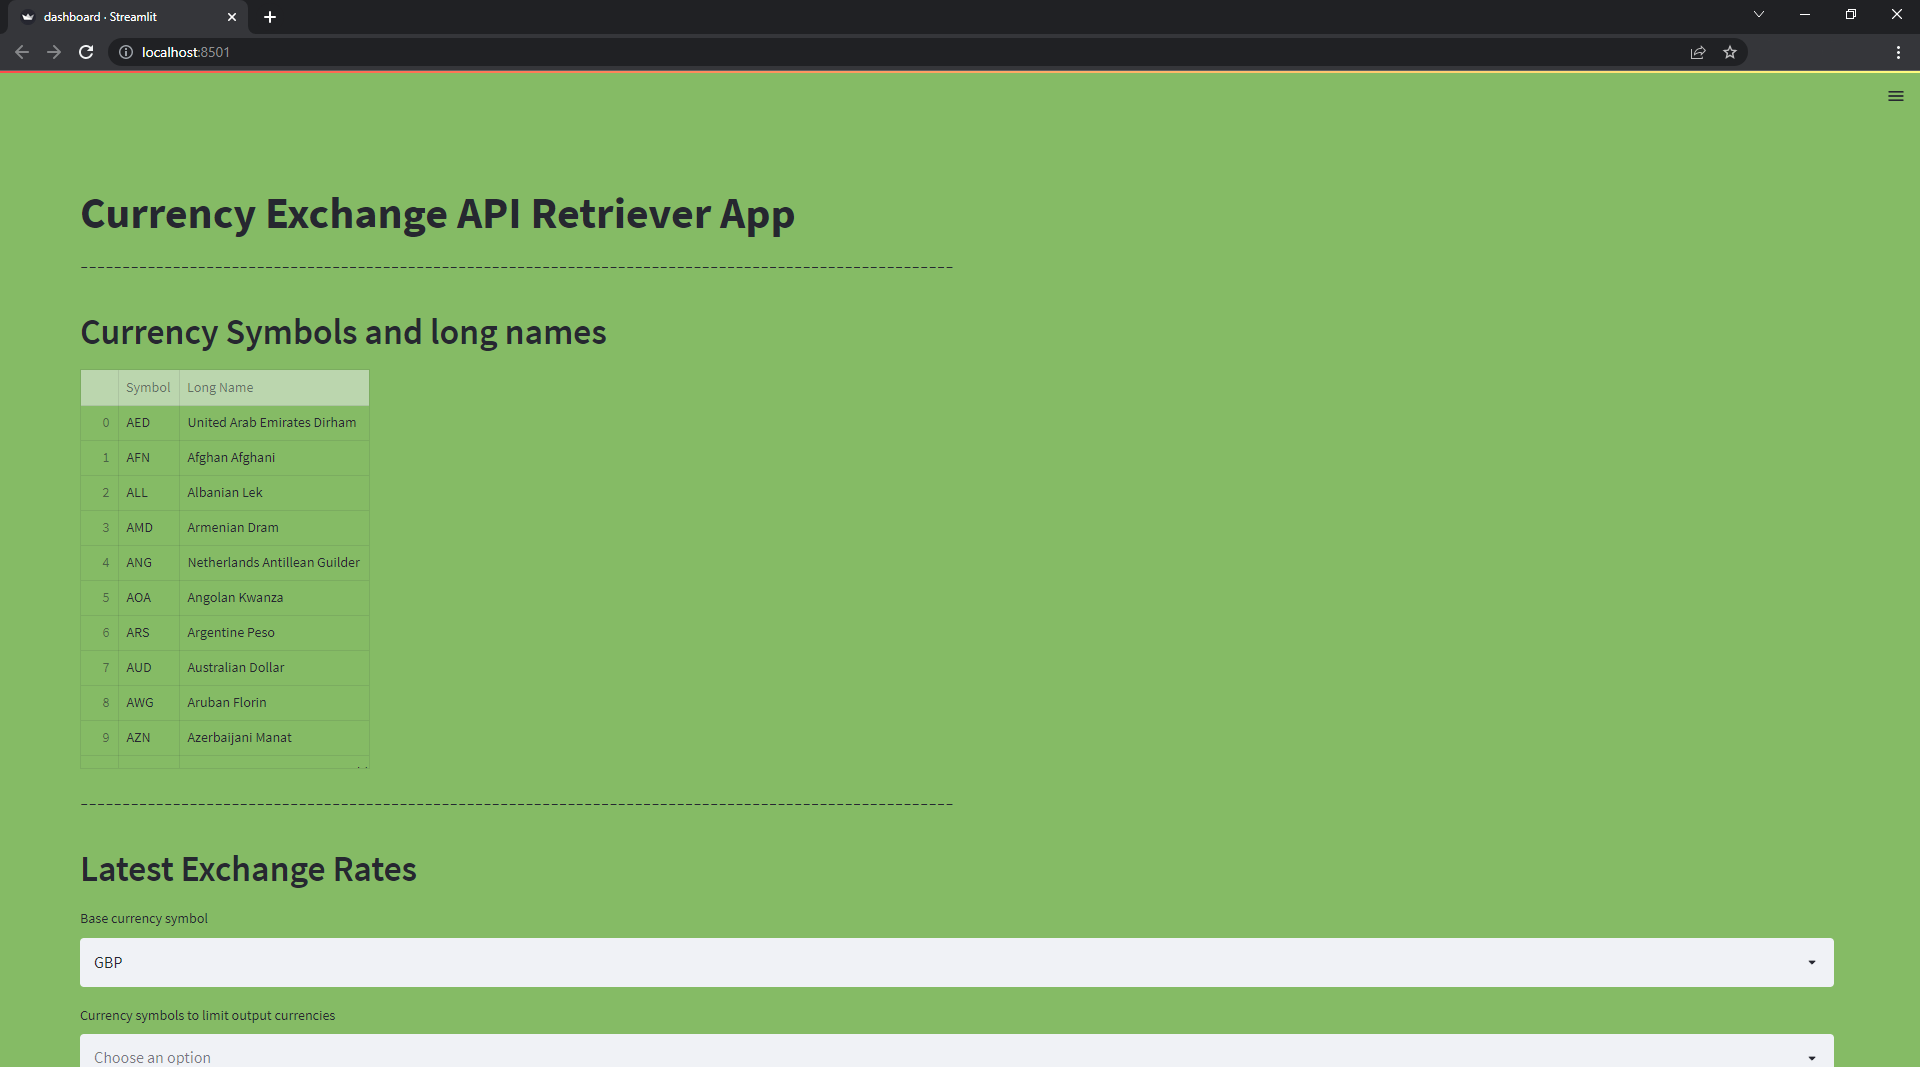 dashboard · Streamlit
localhost:8501
Currency Exchange API Retriever App
--------------------------------------------------------------------------------------------------------
Currency Symbols and long names
Symbol Long Name
0 AED United Arab Emirates Dirham
1 AFN Afghan Afghani
2 ALL Albanian Lek
3 AMD Armenian Dram
4 ANG Netherlands Antillean Guilder
5 AOA Angolan Kwanza
6 ARS Argentine Peso
7 AUD Australian Dollar
8 AWG Aruban Florin
9 AZN Azerbaijani Manat
--------------------------------------------------------------------------------------------------------
Latest Exchange Rates
Base currency symbol
GBP
Currency symbols to limit output currencies
Choose an option